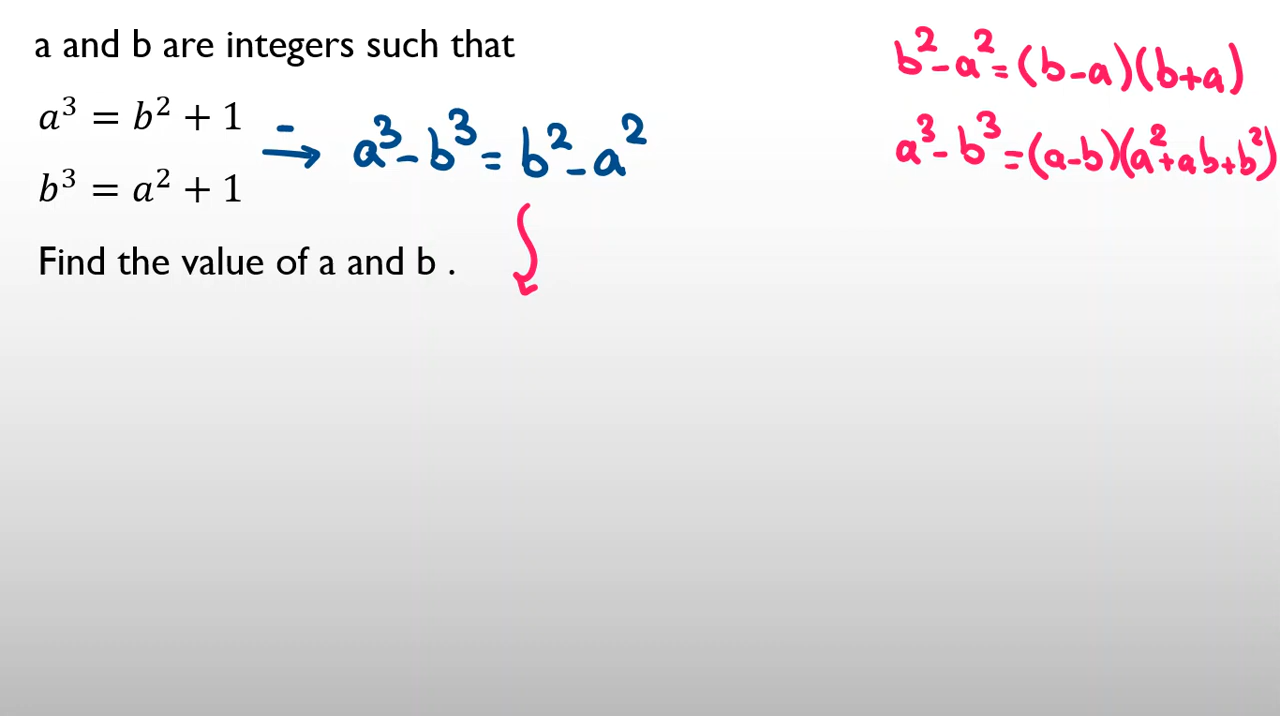 a and b are integers such that
a³ = b² + 1
b³ = a² + 1
- → a³ - b³ = b² - a²
Find the value of a and b .
b² - a² = (b - a)(b + a)
a³ - b³ = (a - b)(a² + ab + b²)